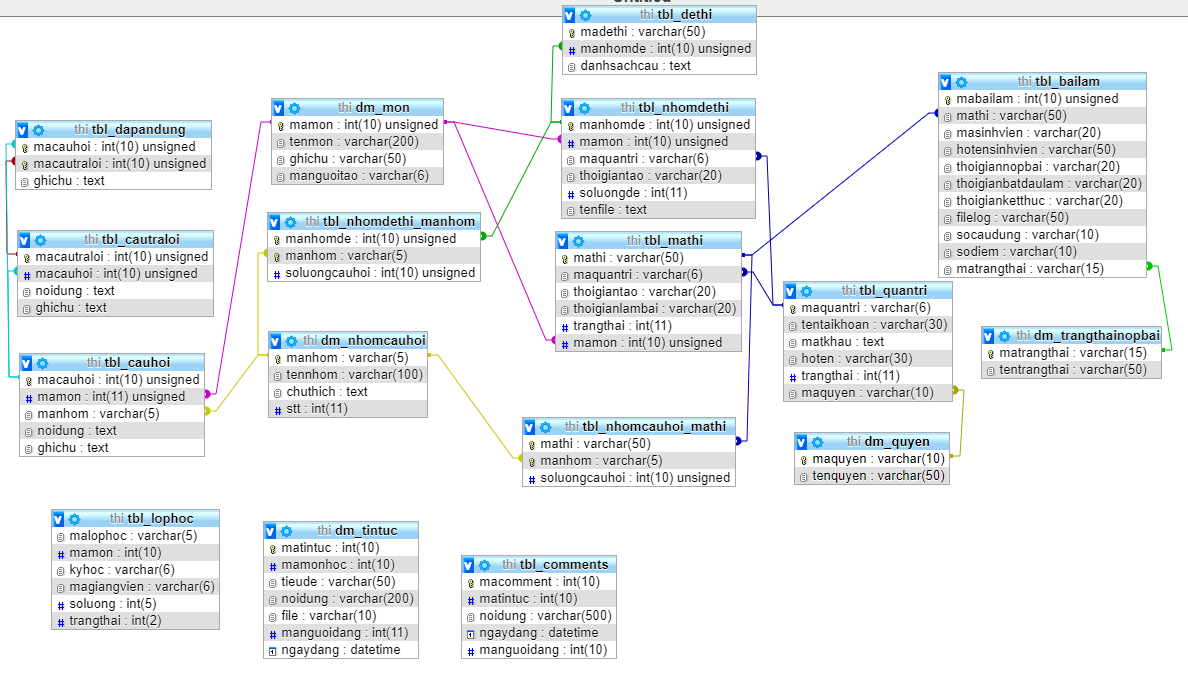 thi tbl_dethi
madethi : varchar(50)
manhomde : int(10) unsigned
danhsachcau : text
thi tbl_dapandung
macauhoi : int(10) unsigned
macautraloi : int(10) unsigned
ghichu : text
thi dm_mon
mamon : int(10) unsigned
tenmon : varchar(200)
ghichu : varchar(50)
manguoitao : varchar(6)
thi tbl_nhomdethi
manhomde : int(10) unsigned
mamon : int(10) unsigned
maquantri : varchar(6)
thoigiantao : varchar(20)
soluongde : int(11)
tenfile : text
thi tbl_bailam
mabailam : int(10) unsigned
mathi : varchar(50)
masinhvien : varchar(20)
hotensinhvien : varchar(50)
thoigiannopbai : varchar(20)
thoigianbatdaulam : varchar(20)
thoigianketthuc : varchar(20)
filelog : varchar(50)
socaudung : varchar(10)
sodiem : varchar(10)
matrangthai : varchar(15)
thi tbl_cautraloi
macautraloi : int(10) unsigned
macauhoi : int(10) unsigned
noidung : text
ghichu : text
thi tbl_nhomdethi_manhom
manhomde : int(10) unsigned
manhom : varchar(5)
soluongcauhoi : int(10) unsigned
thi tbl_mathi
mathi : varchar(50)
maquantri : varchar(6)
thoigiantao : varchar(20)
thoigianlambai : varchar(20)
trangthai : int(11)
mamon : int(10) unsigned
thi tbl_quantri
maquantri : varchar(6)
tentaikhoan : varchar(30)
matkhau : text
hoten : varchar(30)
trangthai : int(11)
maquyen : varchar(10)
thi dm_trangthainopbai
matrangthai : varchar(15)
tentrangthai : varchar(50)
thi tbl_cauhoi
macauhoi : int(10) unsigned
mamon : int(11) unsigned
manhom : varchar(5)
noidung : text
ghichu : text
thi dm_nhomcauhoi
manhom : varchar(5)
tennhom : varchar(100)
chuthich : text
stt : int(11)
thi tbl_nhomcauhoi_mathi
mathi : varchar(50)
manhom : varchar(5)
soluongcauhoi : int(10) unsigned
thi dm_quyen
maquyen : varchar(10)
tenquyen : varchar(50)
thi tbl_lophoc
malophoc : varchar(5)
mamon : int(10)
kyhoc : varchar(6)
magiangvien : varchar(6)
soluong : int(5)
trangthai : int(2)
thi dm_tintuc
matintuc : int(10)
mamonhoc : int(10)
tieude : varchar(50)
noidung : varchar(200)
file : varchar(10)
manguoidang : int(11)
ngaydang : datetime
thi tbl_comments
macomment : int(10)
matintuc : int(10)
noidung : varchar(500)
ngaydang : datetime
manguoidang : int(10)